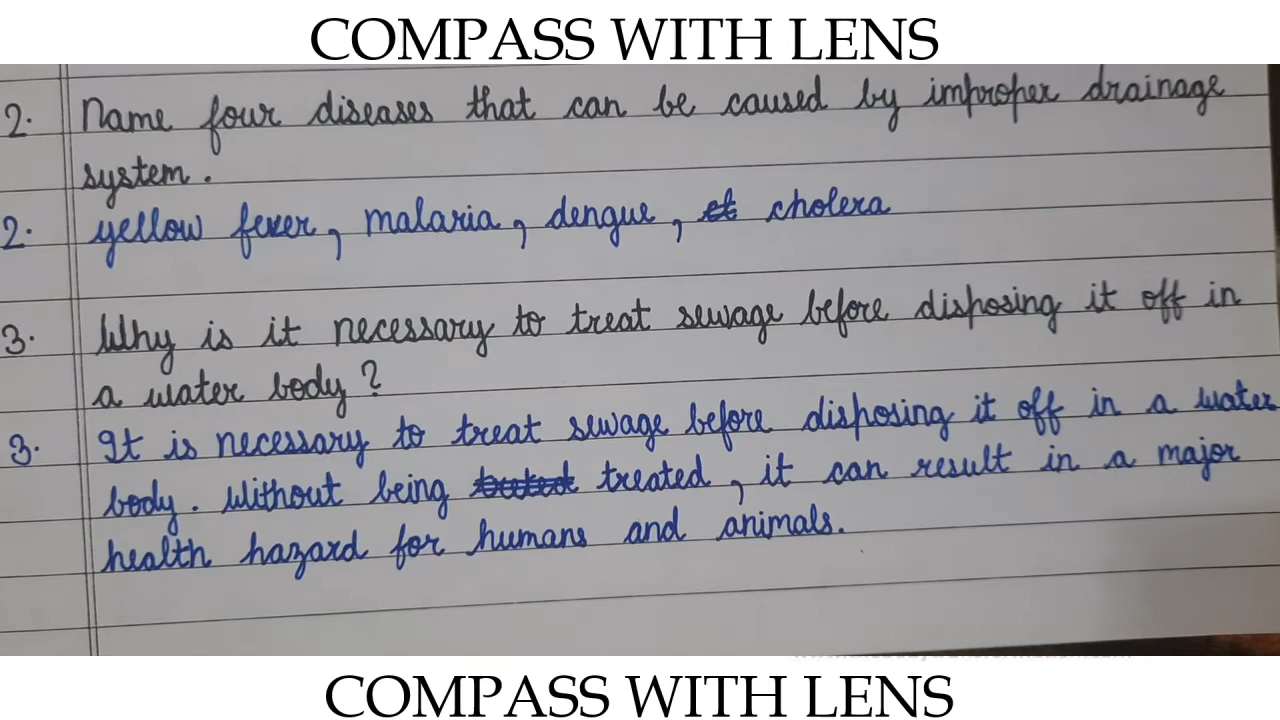 COMPASS WITH LENS
2. Name four diseases that can be caused by improper drainage
system.
2. yellow fever, malaria, dengue, cholera
3. Why is it necessary to treat sewage before disposing it off in
a water body?
3. It is necessary to treat sewage before disposing it off in a water
body. Without being treated, it can result in a major
health hazard for humans and animals.
COMPASS WITH LENS